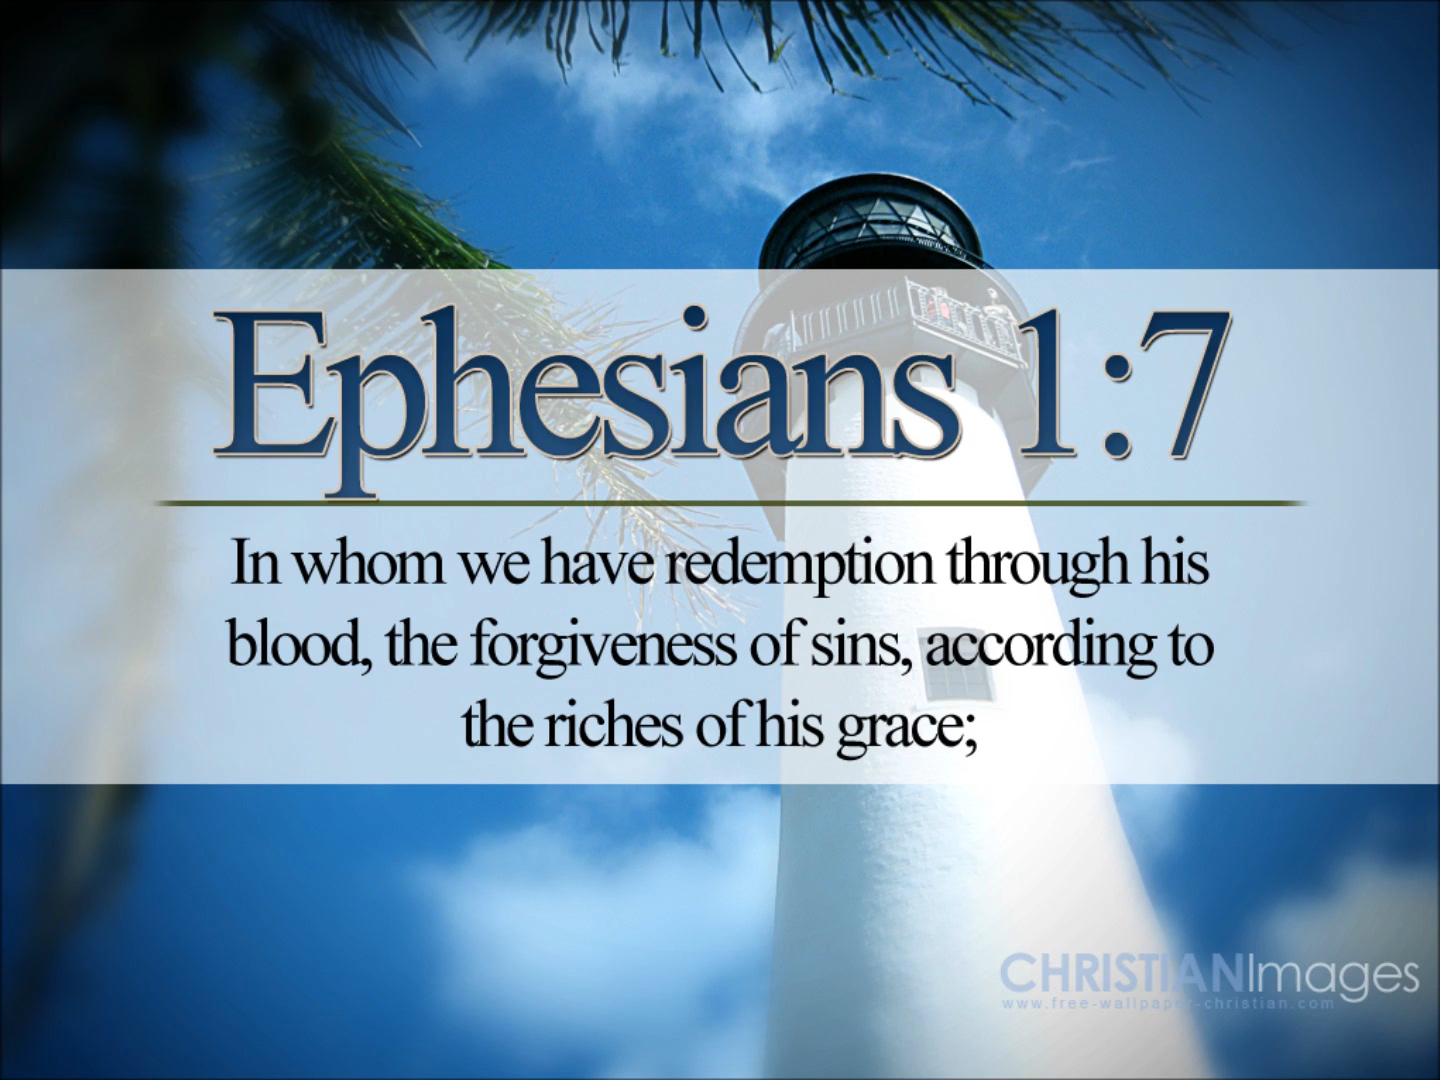 Ephesians 1:7
In whom we have redemption through his
blood, the forgiveness of sins, according to
the riches of his grace;
CHRISTIANImages
www.free-wallpaper-christian.com